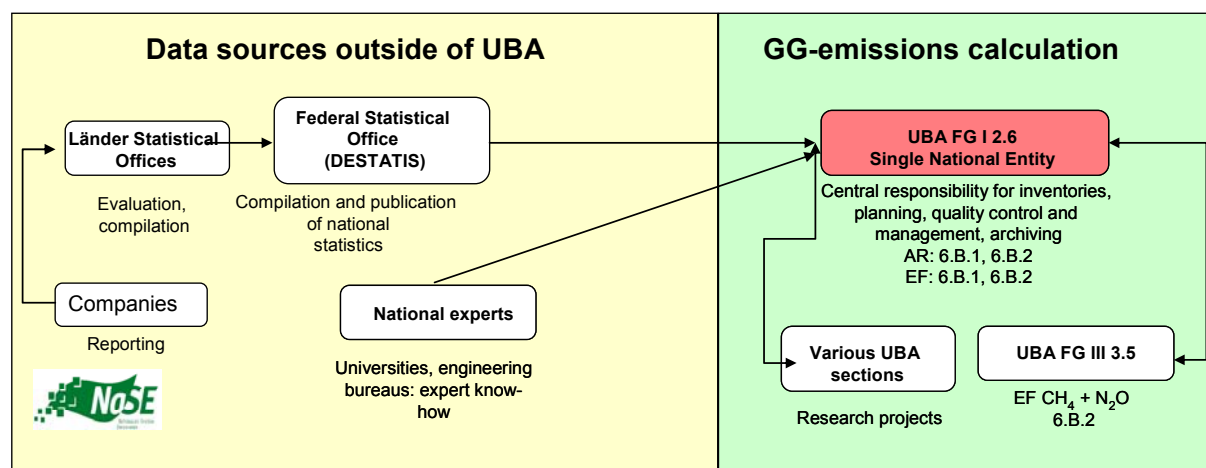 Data sources outside of UBA
Länder Statistical
Offices
Evaluation,
compilation
Federal Statistical
Office
(DESTATIS)
Compilation and publication
of national
statistics
Companies
Reporting
National experts
Universities, engineering
bureaus: expert know-
how
NaSE
GG-emissions calculation
UBA FG I 2.6
Single National Entity
Central responsibility for inventories,
planning, quality control and
management, archiving
AR: 6.B.1, 6.B.2
EF: 6.B.1, 6.B.2
Various UBA
sections
Research projects
UBA FG III 3.5
EF CH₄ + N₂O
6.B.2